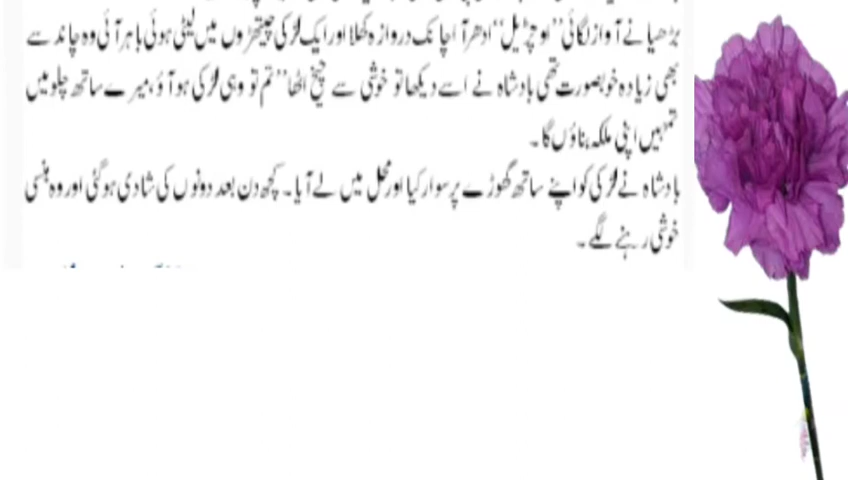 بڑھیا نے آواز لگائی ’’او چڑیل‘‘ ادھر آ اچانک دروازہ کھلا اور ایک لڑکی چیتھڑوں میں لپٹی ہوئی باہر آئی وہ چاند سے
بھی زیادہ خوبصورت تھی بادشاہ نے اسے دیکھا تو خوشی سے چیخ اٹھا ’’تم تو وہی لڑکی ہو آؤ، میرے ساتھ چلو میں
تمہیں اپنی ملکہ بناؤں گا۔
بادشاہ نے لڑکی کو اپنے ساتھ گھوڑے پر سوار کیا اور محل میں لے آیا۔ کچھ دن بعد دونوں کی شادی ہو گئی اور وہ ہنسی
خوشی رہنے لگے۔